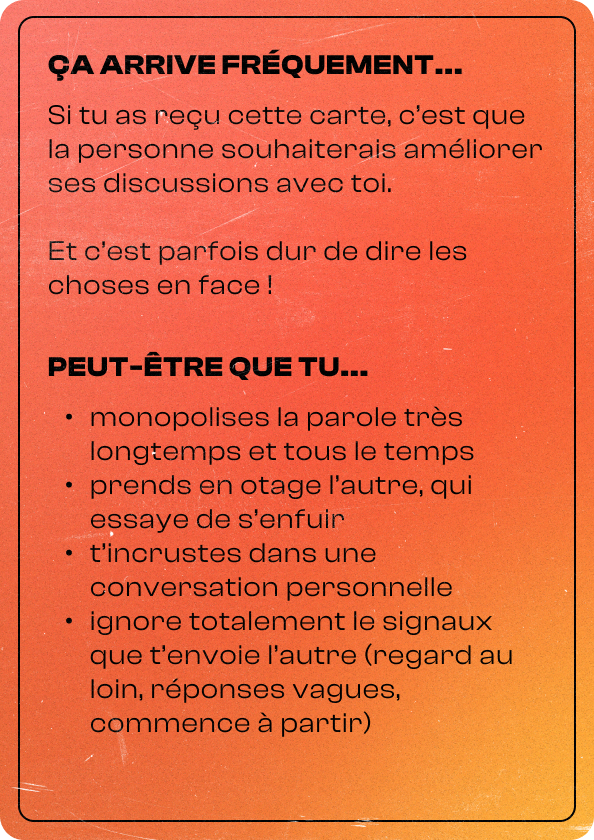 ÇA ARRIVE FRÉQUEMENT...
Si tu as reçu cette carte, c’est que
la personne souhaiterais améliorer
ses discussions avec toi.
Et c’est parfois dur de dire les
choses en face !
PEUT-ÊTRE QUE TU...
• monopolises la parole très
longtemps et tous le temps
• prends en otage l’autre, qui
essaye de s’enfuir
• t’incrustes dans une
conversation personnelle
• ignore totalement le signaux
que t’envoie l’autre (regard au
loin, réponses vagues,
commence à partir)